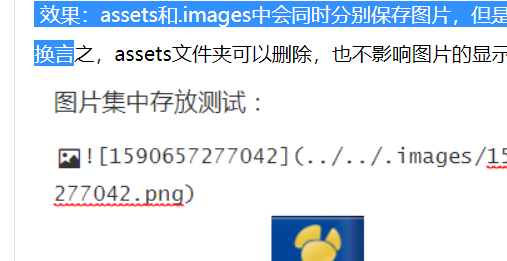 效果：assets和.images中会同时分别保存图片，但是
换言之，assets文件夹可以删除，也不影响图片的显示
图片集中存放测试：
![1590657277042](../../.images/15
277042.png)